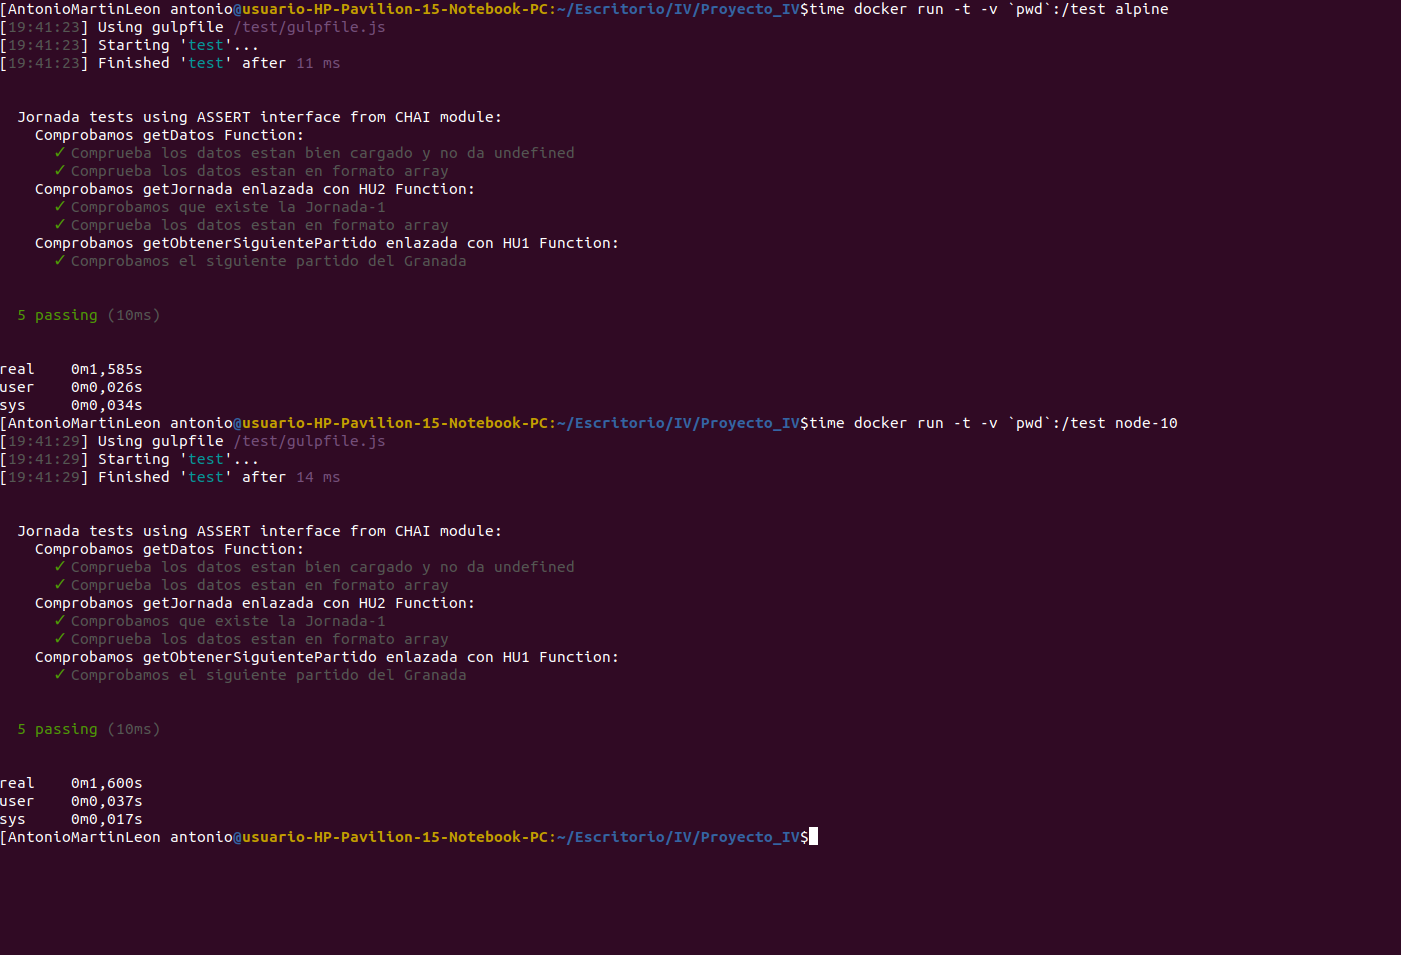 [AntonioMartinLeon antonio@usuario-HP-Pavilion-15-Notebook-PC:~/Escritorio/IV/Proyecto_IV$time docker run -t -v `pwd`:/test alpine
[19:41:23] Using gulpfile /test/gulpfile.js
[19:41:23] Starting 'test'...
[19:41:23] Finished 'test' after 11 ms
Jornada tests using ASSERT interface from CHAI module:
Comprobamos getDatos Function:
✓ Comprueba los datos estan bien cargado y no da undefined
✓ Comprueba los datos estan en formato array
Comprobamos getJornada enlazada con HU2 Function:
✓ Comprobamos que existe la Jornada-1
✓ Comprueba los datos estan en formato array
Comprobamos getObtenerSiguientePartido enlazada con HU1 Function:
✓ Comprobamos el siguiente partido del Granada
5 passing (10ms)
real 0m1,585s
user 0m0,026s
sys 0m0,034s
[AntonioMartinLeon antonio@usuario-HP-Pavilion-15-Notebook-PC:~/Escritorio/IV/Proyecto_IV$time docker run -t -v `pwd`:/test node-10
[19:41:29] Using gulpfile /test/gulpfile.js
[19:41:29] Starting 'test'...
[19:41:29] Finished 'test' after 14 ms
Jornada tests using ASSERT interface from CHAI module:
Comprobamos getDatos Function:
✓ Comprueba los datos estan bien cargado y no da undefined
✓ Comprueba los datos estan en formato array
Comprobamos getJornada enlazada con HU2 Function:
✓ Comprobamos que existe la Jornada-1
✓ Comprueba los datos estan en formato array
Comprobamos getObtenerSiguientePartido enlazada con HU1 Function:
✓ Comprobamos el siguiente partido del Granada
5 passing (10ms)
real 0m1,600s
user 0m0,037s
sys 0m0,017s
[AntonioMartinLeon antonio@usuario-HP-Pavilion-15-Notebook-PC:~/Escritorio/IV/Proyecto_IV$